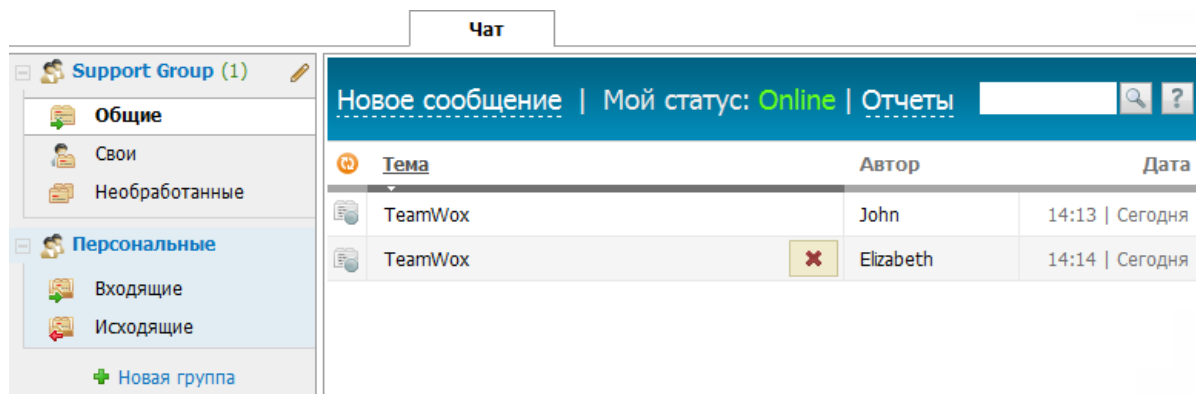 Чат
Support Group (1)
Общие
Свои
Необработанные
Персональные
Входящие
Исходящие
Новая группа
Новое сообщение | Мой статус: Online | Отчеты ?
Тема Автор Дата
TeamWox John 14:13 | Сегодня
TeamWox Elizabeth 14:14 | Сегодня